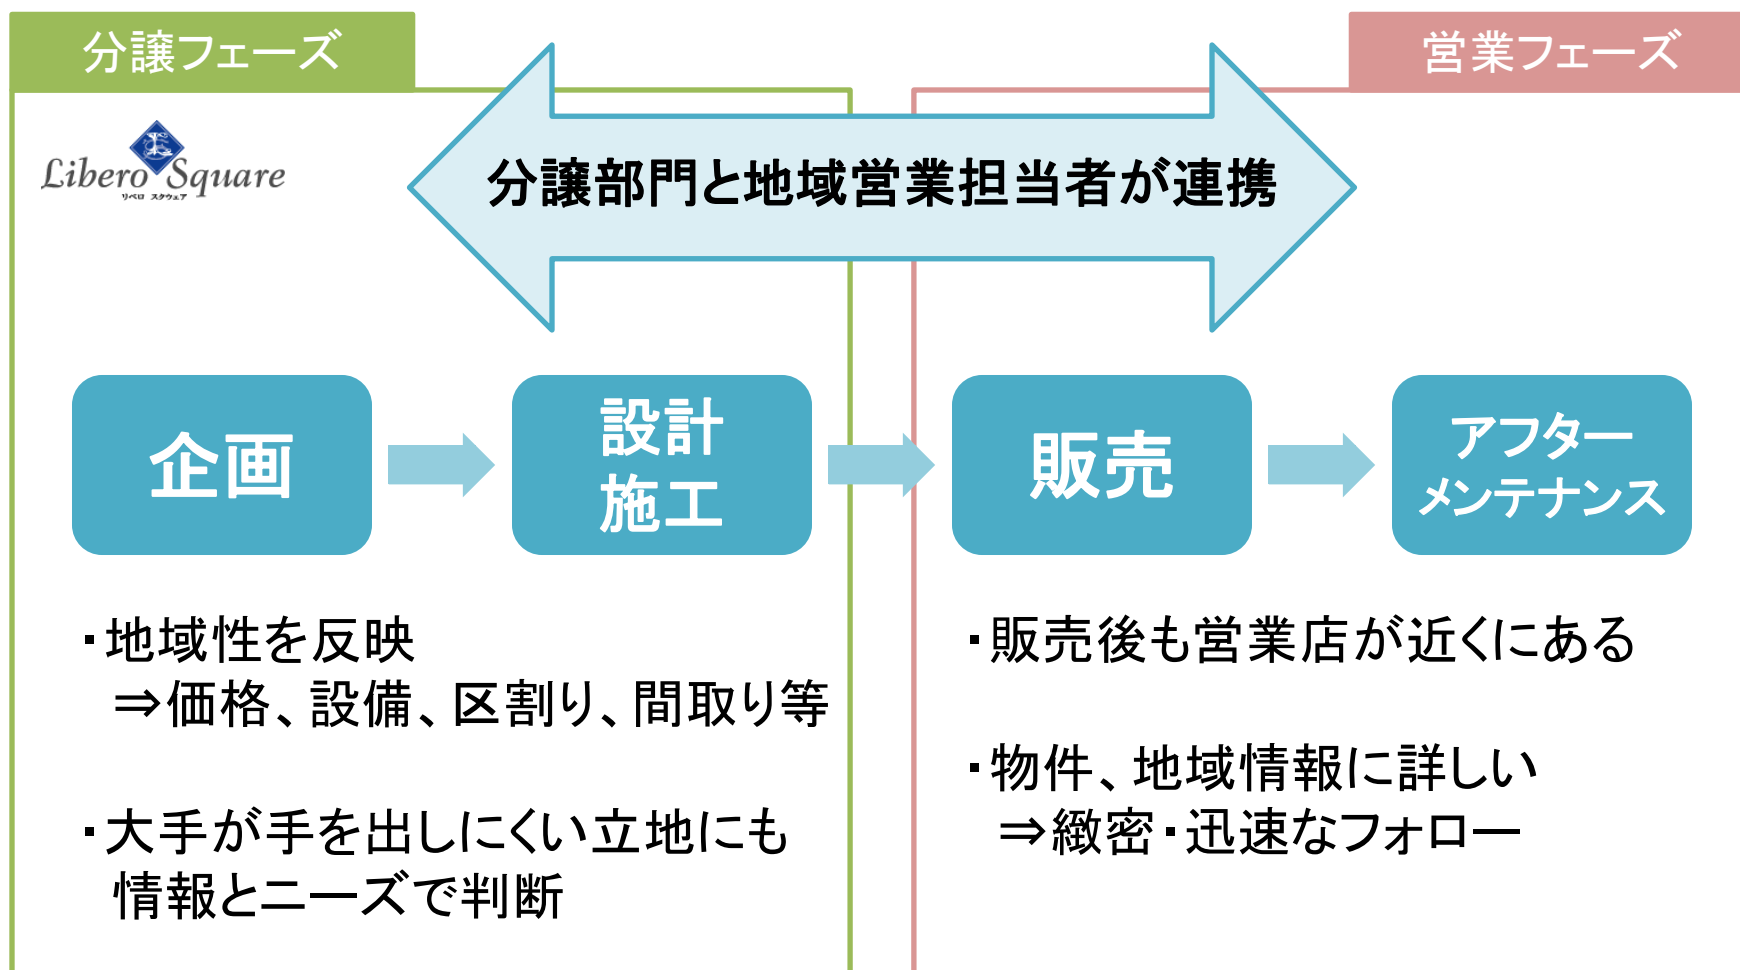 分譲フェーズ
営業フェーズ
Libero Square
リベロ スクウェア
分譲部門と地域営業担当者が連携
企画
設計
施工
販売
アフター
メンテナンス
・地域性を反映
⇒価格、設備、区割り、間取り等
・大手が手を出しにくい立地にも
情報とニーズで判断
・販売後も営業店が近くにある
・物件、地域情報に詳しい
⇒緻密・迅速なフォロー